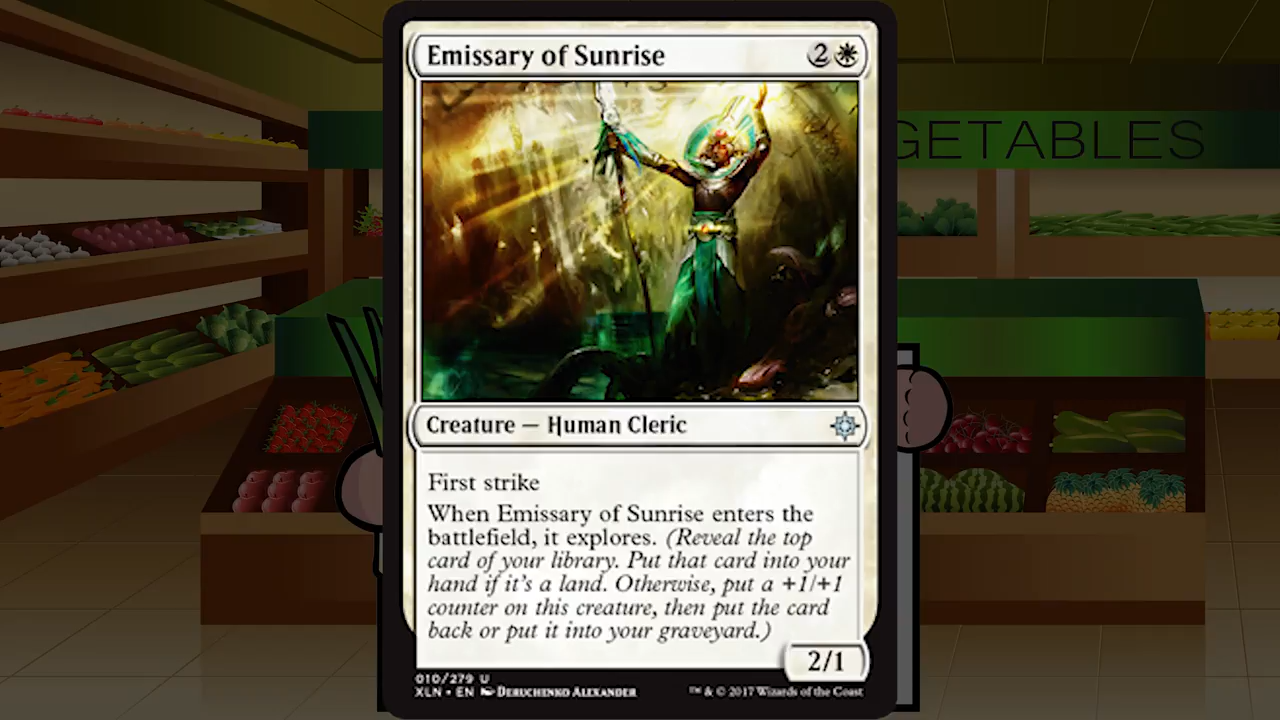 Emissary of Sunrise 2
GETABLES
Creature — Human Cleric
First strike
When Emissary of Sunrise enters the
battlefield, it explores. (Reveal the top
card of your library. Put that card into your
hand if it's a land. Otherwise, put a +1/+1
counter on this creature, then put the card
back or put it into your graveyard.)
2/1
010/279 U
XLN • EN Deruchenko Alexander
™ & © 2017 Wizards of the Coast